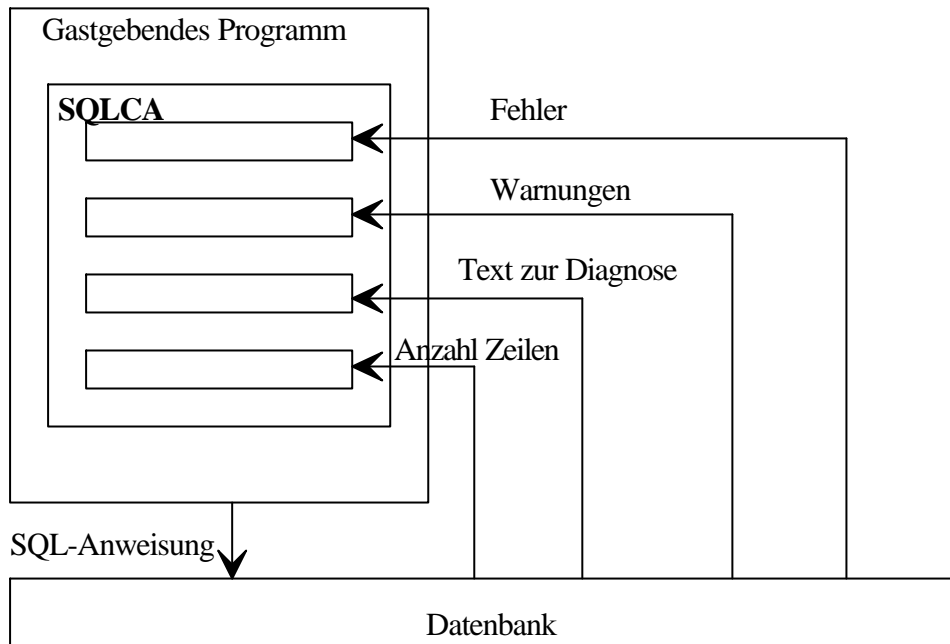 Gastgebendes Programm
SQLCA
Fehler
Warnungen
Text zur Diagnose
Anzahl Zeilen
SQL-Anweisung
Datenbank